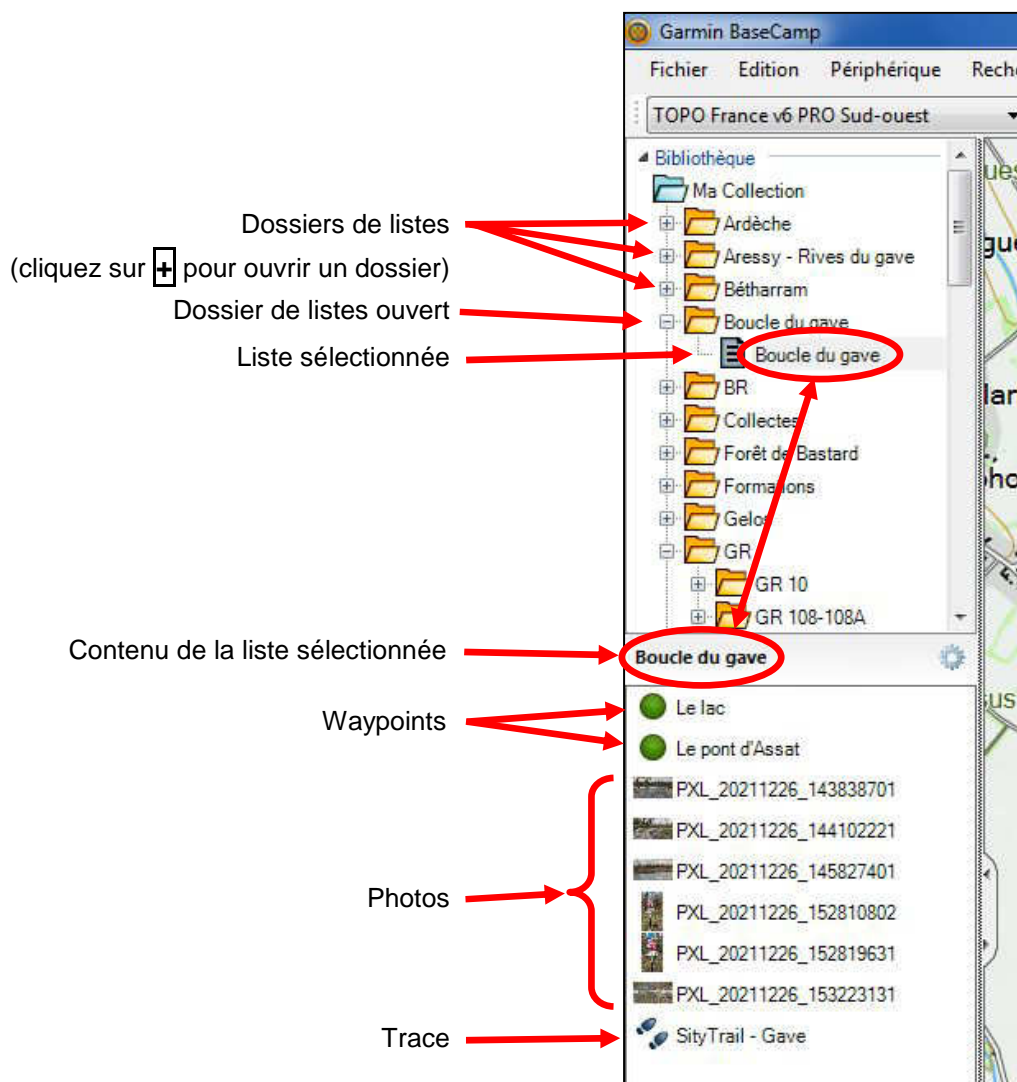 Garmin BaseCamp
Fichier Edition Périphérique
TOPO France v6 PRO Sud-ouest
Bibliothèque
Ma Collection
Dossiers de listes
Ardèche
Aressy - Rives du gave
(cliquez sur + pour ouvrir un dossier)
Bétharram
Dossier de listes ouvert
Boucle du gave
Liste sélectionnée
Boucle du gave
BR
Collectes
Forêt de Bastard
Formations
Gelos
GR
GR 10
GR 108-108A
Contenu de la liste sélectionnée
Boucle du gave
Le lac
Waypoints
Le pont d'Assat
PXL_20211226_143838701
PXL_20211226_144102221
PXL_20211226_145827401
Photos
PXL_20211226_152810802
PXL_20211226_152819631
PXL_20211226_153223131
Trace
SityTrail - Gave